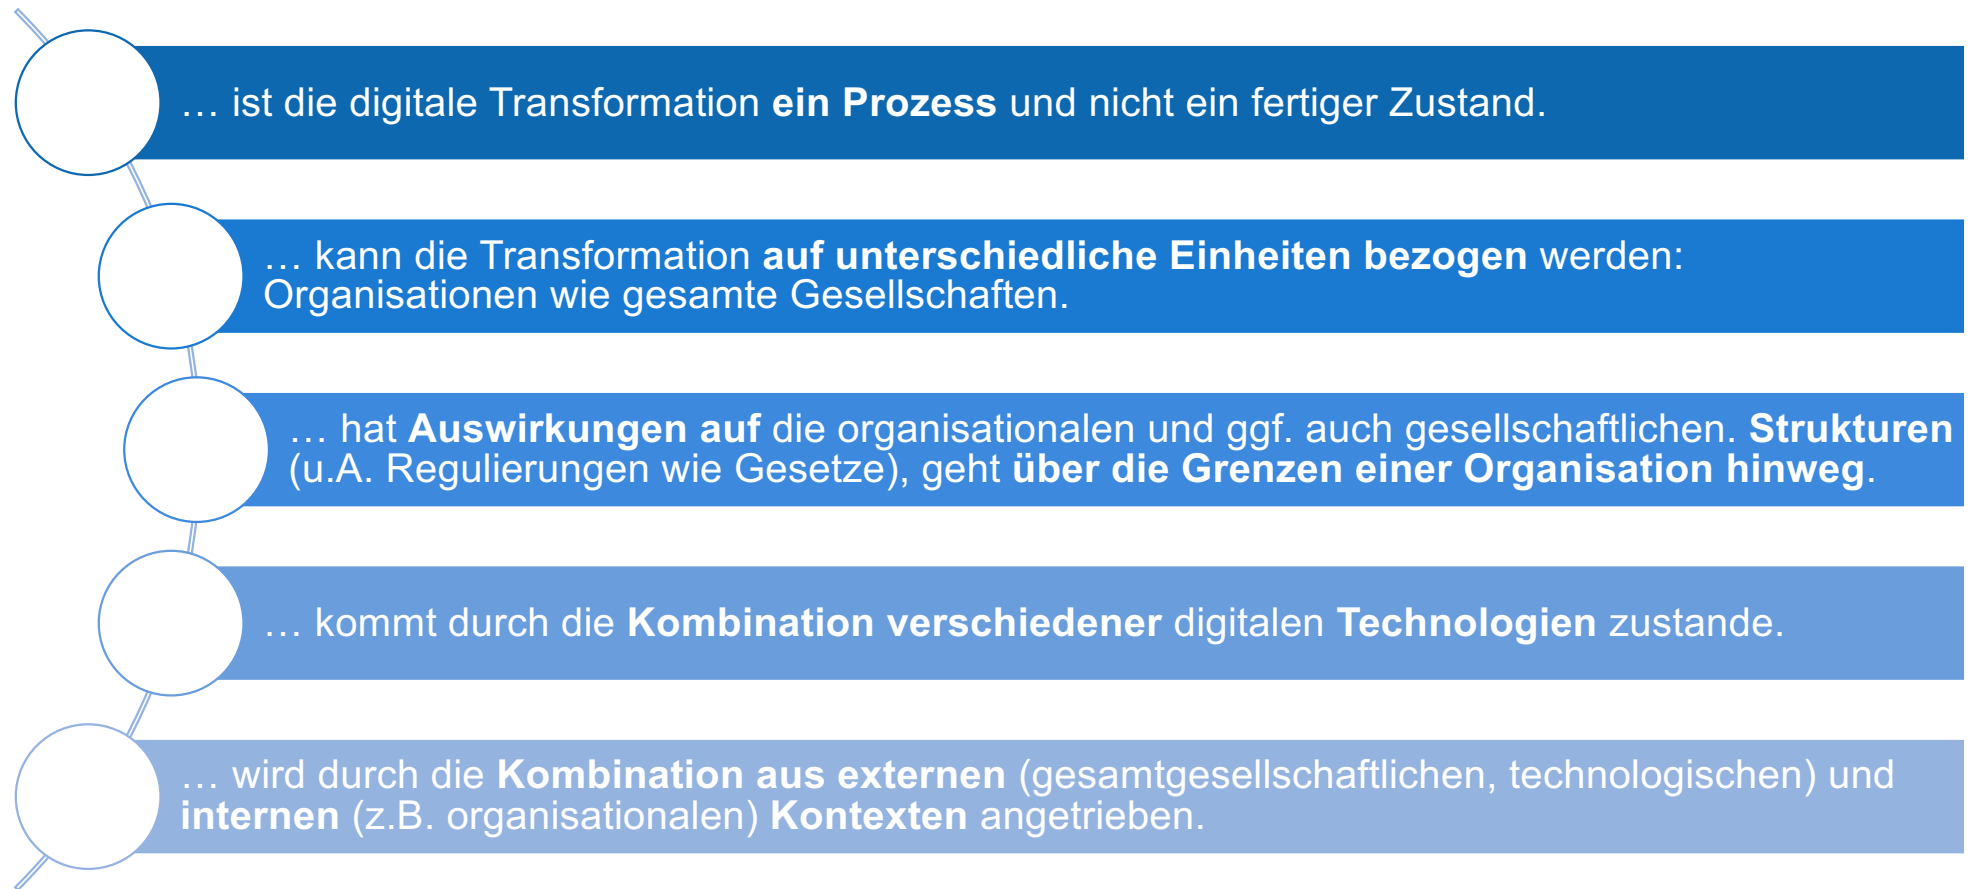 … ist die digitale Transformation ein Prozess und nicht ein fertiger Zustand.
… kann die Transformation auf unterschiedliche Einheiten bezogen werden:
Organisationen wie gesamte Gesellschaften.
… hat Auswirkungen auf die organisationalen und ggf. auch gesellschaftlichen. Strukturen
(u.A. Regulierungen wie Gesetze), geht über die Grenzen einer Organisation hinweg.
… kommt durch die Kombination verschiedener digitalen Technologien zustande.
… wird durch die Kombination aus externen (gesamtgesellschaftlichen, technologischen) und
internen (z.B. organisationalen) Kontexten angetrieben.